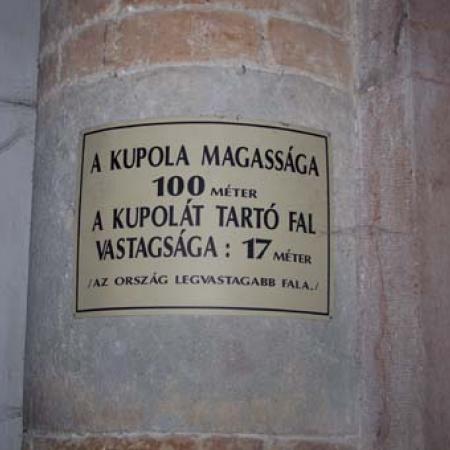 A KUPOLA MAGASSÁGA
100 MÉTER
A KUPOLÁT TARTÓ FAL
VASTAGSÁGA : 17 MÉTER
/AZ ORSZÁG LEGVASTAGABB FALA./